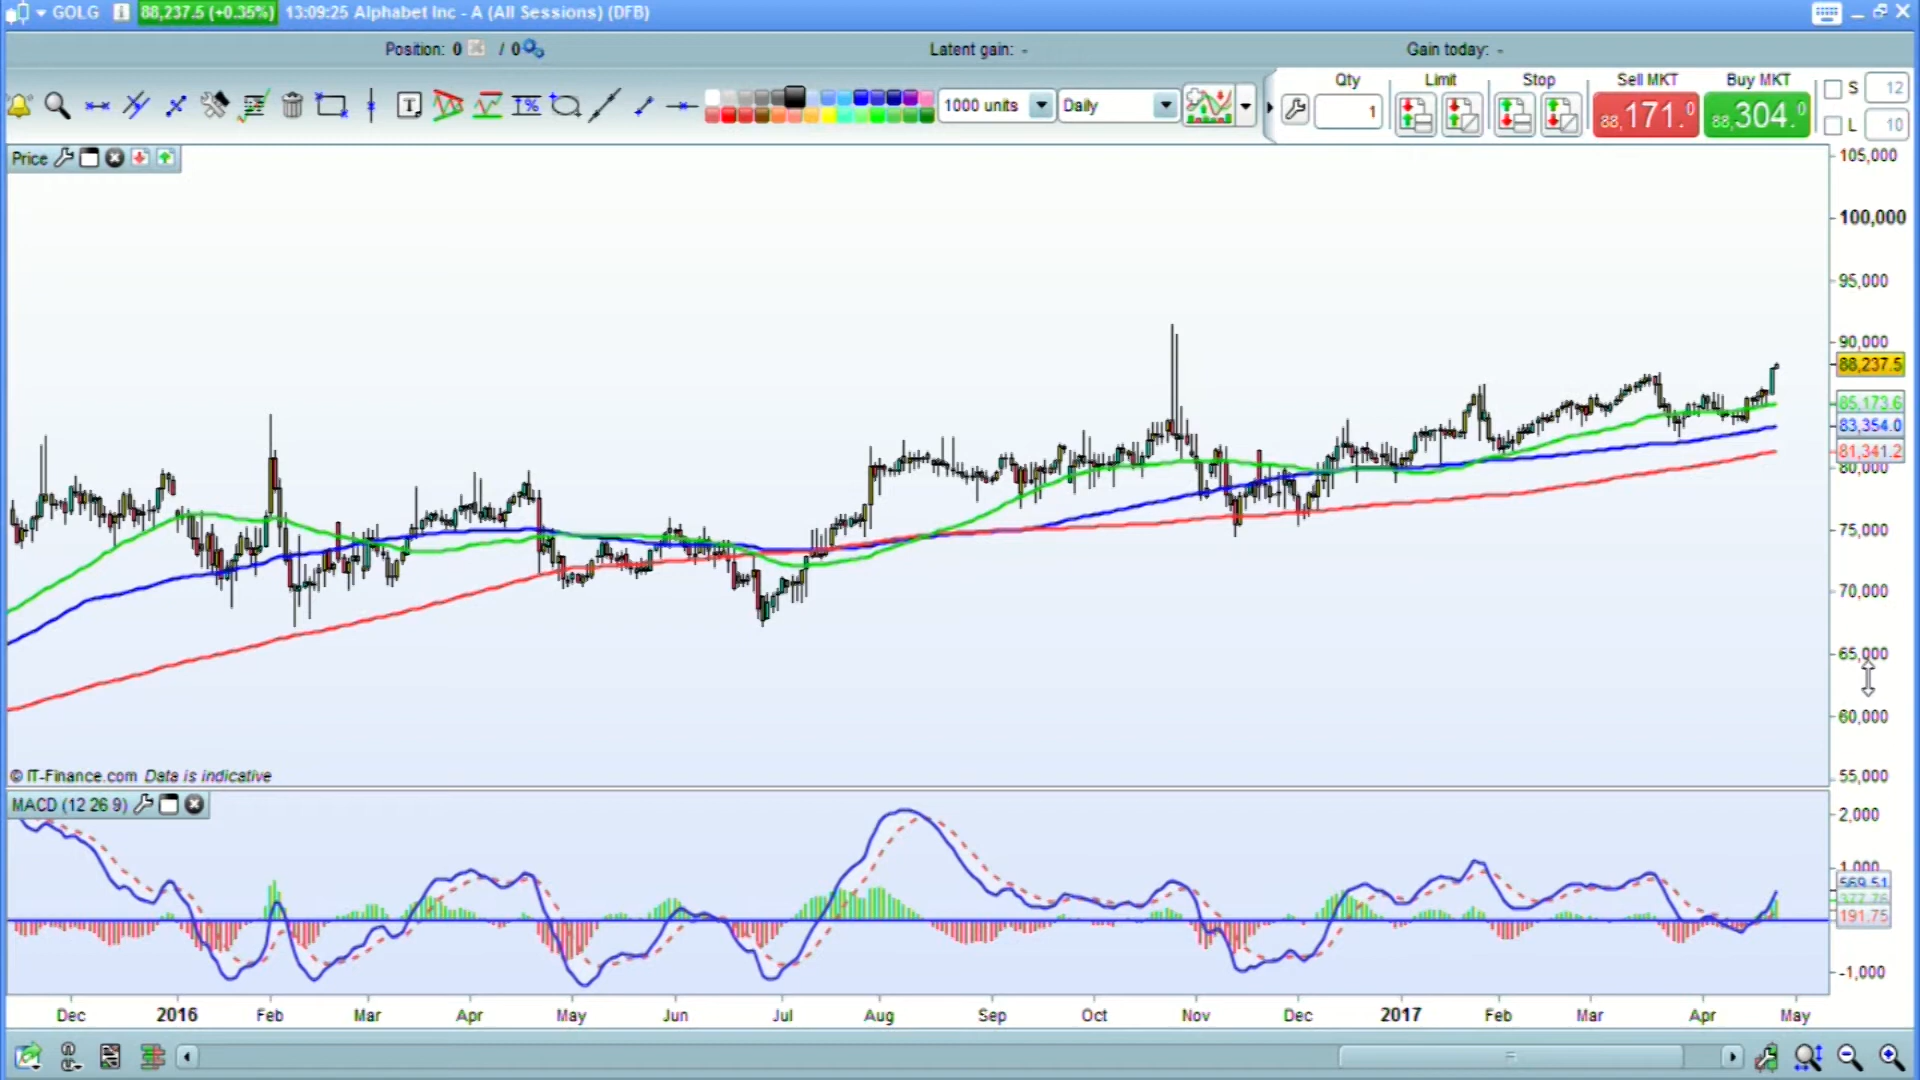 GOLG 88,237.5 (+0.35%) 13:09:25 Alphabet Inc - A (All Sessions) (DFB)
Position: 0 / 0 Latent gain: - Gain today: -
Qty Limit Stop Sell MKT Buy MKT S 12
T % 1000 units Daily 1 88,171.0 88,304.0 L 10
Price
105,000
100,000
95,000
90,000
88,237.5
85,173.6
83,354.0
81,341.2
80,000
75,000
70,000
65,000
60,000
55,000
© IT-Finance.com Data is indicative
MACD (12 26 9)
2,000
1,000
569.51
377.76
191.75
-1,000
Dec 2016 Feb Mar Apr May Jun Jul Aug Sep Oct Nov Dec 2017 Feb Mar Apr May